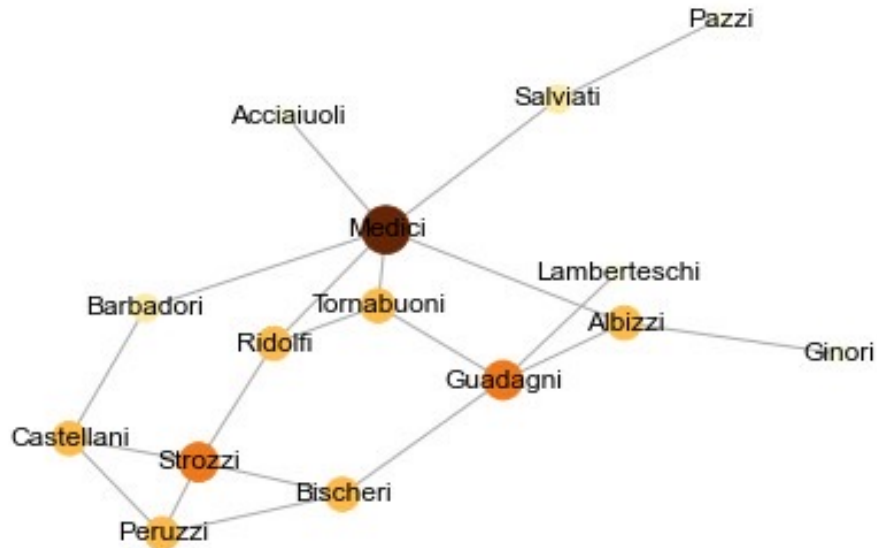 Pazzi
Salviati
Acciaiuoli
Medici
Lamberteschi
Barbadori
Tornabuoni
Albizzi
Ridolfi
Ginori
Guadagni
Castellani
Strozzi
Bischeri
Peruzzi